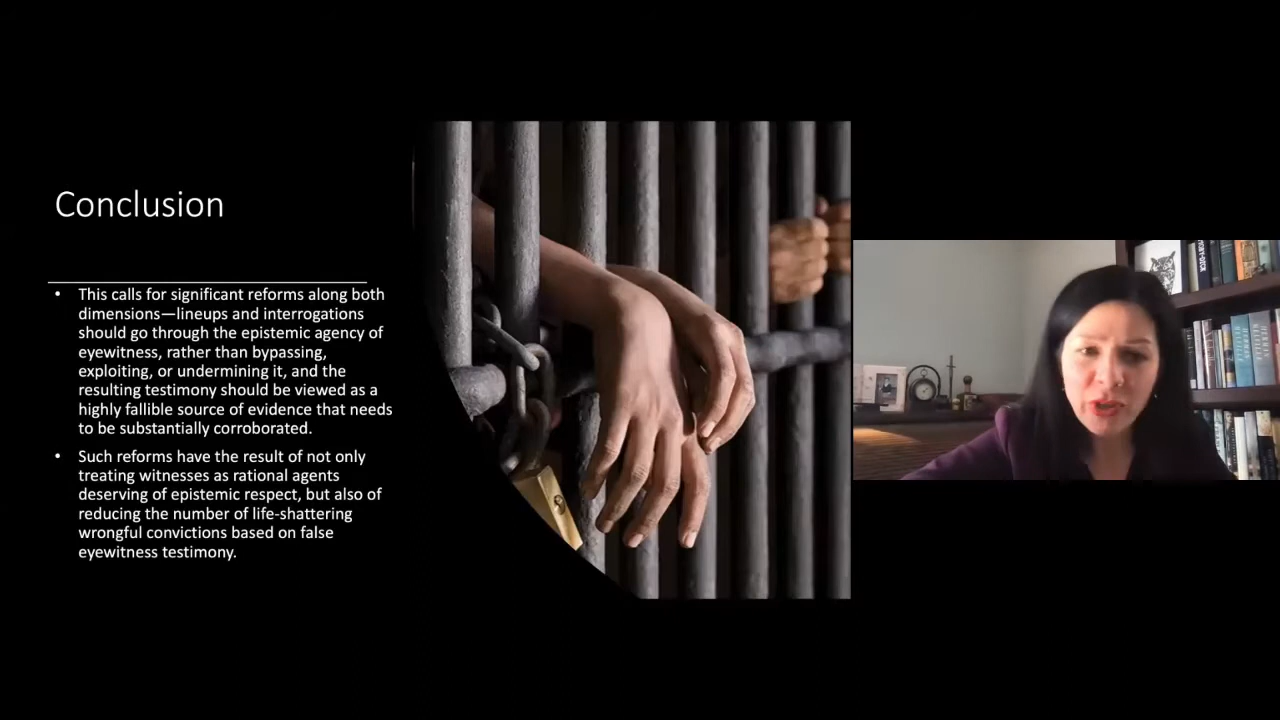 Conclusion
• This calls for significant reforms along both
dimensions—lineups and interrogations
should go through the epistemic agency of
eyewitness, rather than bypassing,
exploiting, or undermining it, and the
resulting testimony should be viewed as a
highly fallible source of evidence that needs
to be substantially corroborated.
• Such reforms have the result of not only
treating witnesses as rational agents
deserving of epistemic respect, but also of
reducing the number of life-shattering
wrongful convictions based on false
eyewitness testimony.